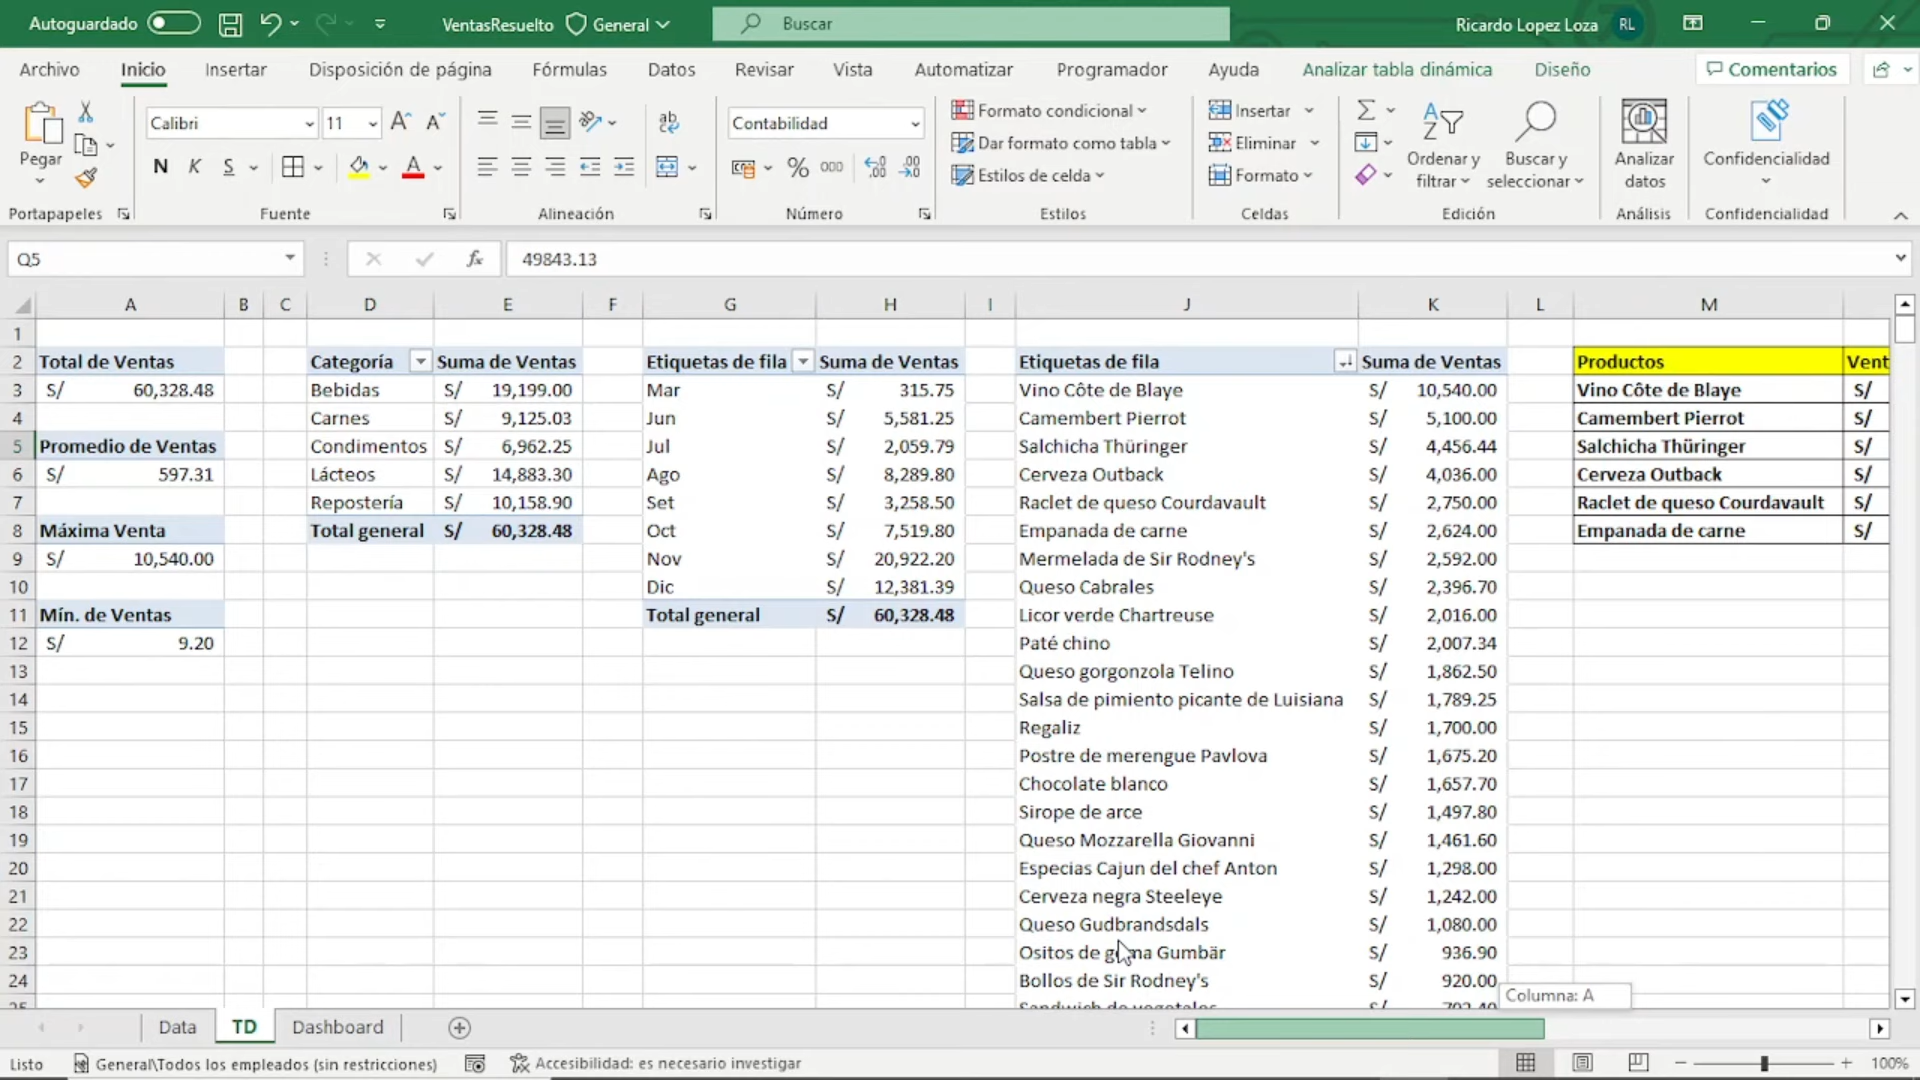 Autoguardado VentasResuelto General Buscar Ricardo Lopez Loza RL
Archivo Inicio Insertar Disposición de página Fórmulas Datos Revisar Vista Automatizar Programador Ayuda Analizar tabla dinámica Diseño Comentarios
Pegar
Portapapeles
Calibri 11
N K S
Fuente
ab
Alineación
Contabilidad
% 000
Número
Formato condicional
Dar formato como tabla
Estilos de celda
Estilos
Insertar
Eliminar
Formato
Celdas
Ordenar y filtrar
Buscar y seleccionar
Edición
Analizar datos
Análisis
Confidencialidad
Confidencialidad
Q5 fx 49843.13
A B C D E F G H I J K L M
1
2 Total de Ventas Categoría Suma de Ventas Etiquetas de fila Suma de Ventas Etiquetas de fila Suma de Ventas Productos Vent
3 S/ 60,328.48 Bebidas S/ 19,199.00 Mar S/ 315.75 Vino Côte de Blaye S/ 10,540.00 Vino Côte de Blaye S/
4 Carnes S/ 9,125.03 Jun S/ 5,581.25 Camembert Pierrot S/ 5,100.00 Camembert Pierrot S/
5 Promedio de Ventas Condimentos S/ 6,962.25 Jul S/ 2,059.79 Salchicha Thüringer S/ 4,456.44 Salchicha Thüringer S/
6 S/ 597.31 Lácteos S/ 14,883.30 Ago S/ 8,289.80 Cerveza Outback S/ 4,036.00 Cerveza Outback S/
7 Repostería S/ 10,158.90 Set S/ 3,258.50 Raclet de queso Courdavault S/ 2,750.00 Raclet de queso Courdavault S/
8 Máxima Venta Total general S/ 60,328.48 Oct S/ 7,519.80 Empanada de carne S/ 2,624.00 Empanada de carne S/
9 S/ 10,540.00 Nov S/ 20,922.20 Mermelada de Sir Rodney's S/ 2,592.00
10 Dic S/ 12,381.39 Queso Cabrales S/ 2,396.70
11 Mín. de Ventas Total general S/ 60,328.48 Licor verde Chartreuse S/ 2,016.00
12 S/ 9.20 Paté chino S/ 2,007.34
13 Queso gorgonzola Telino S/ 1,862.50
14 Salsa de pimiento picante de Luisiana S/ 1,789.25
15 Regaliz S/ 1,700.00
16 Postre de merengue Pavlova S/ 1,675.20
17 Chocolate blanco S/ 1,657.70
18 Sirope de arce S/ 1,497.80
19 Queso Mozzarella Giovanni S/ 1,461.60
20 Especias Cajun del chef Anton S/ 1,298.00
21 Cerveza negra Steeleye S/ 1,242.00
22 Queso Gudbrandsdals S/ 1,080.00
23 Ositos de goma Gumbär S/ 936.90
24 Bollos de Sir Rodney's S/ 920.00
Columna: A
Data TD Dashboard
Listo General\Todos los empleados (sin restricciones) Accesibilidad: es necesario investigar 100%